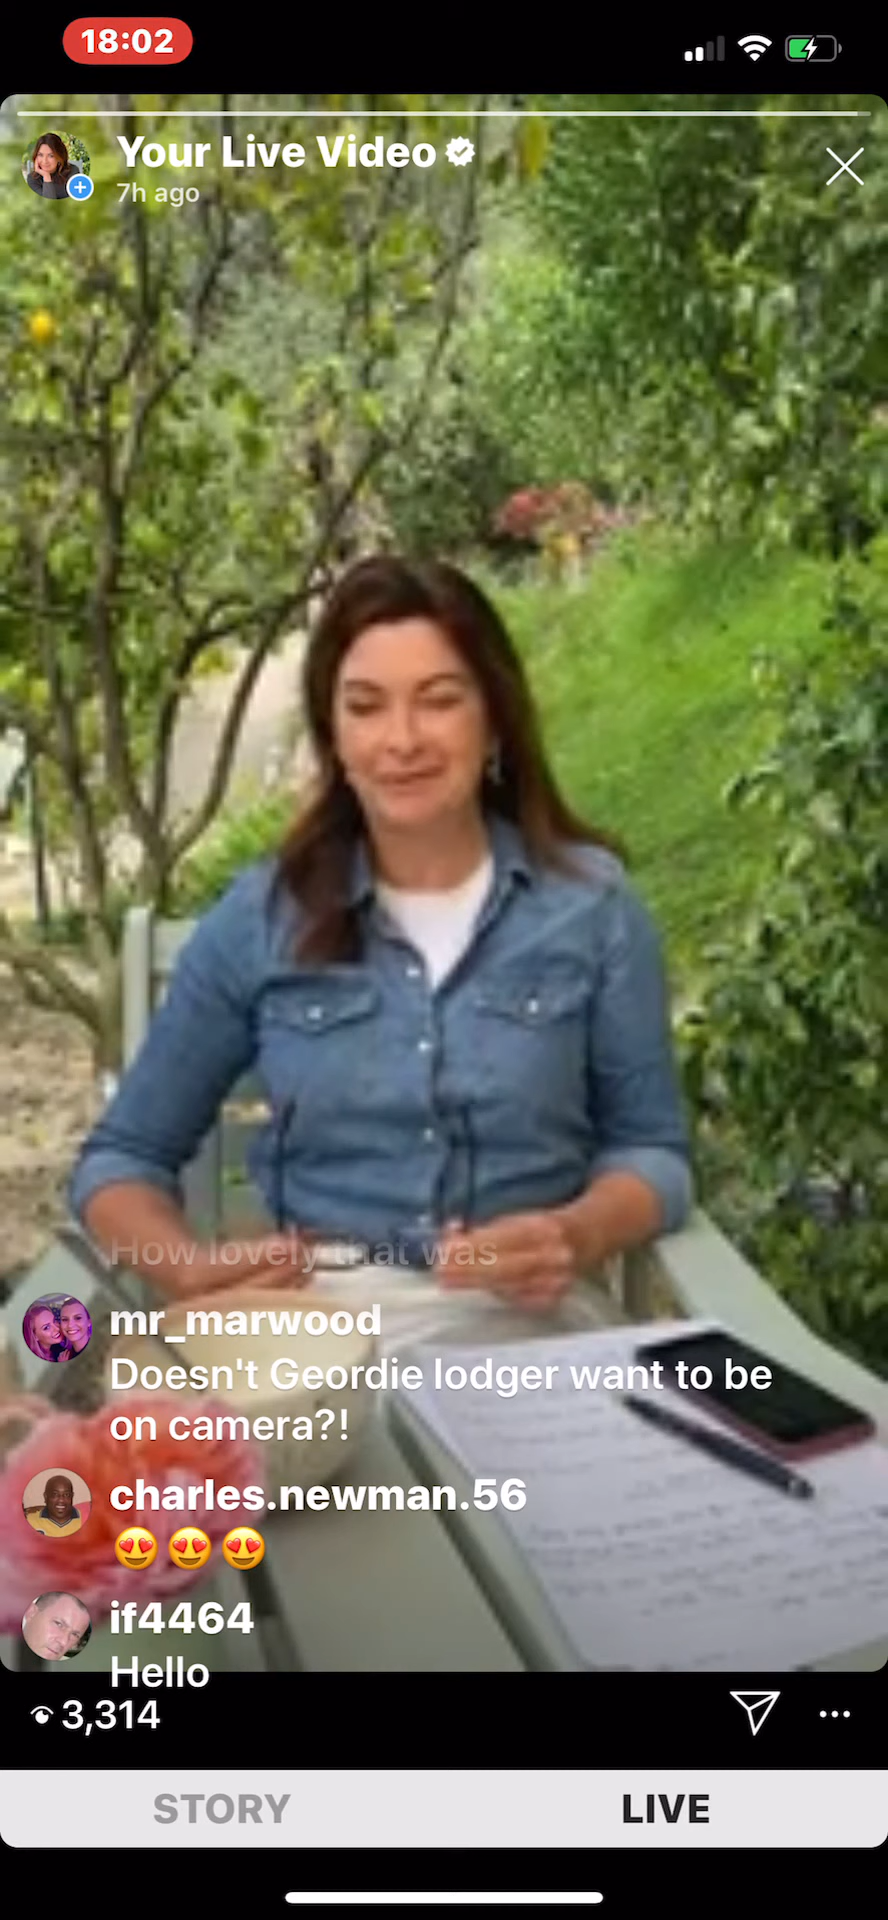 18:02
Your Live Video
7h ago
How lovely that was
mr_marwood
Doesn't Geordie lodger want to be
on camera?!
charles.newman.56
😍😍😍
if4464
Hello
3,314
STORY
LIVE